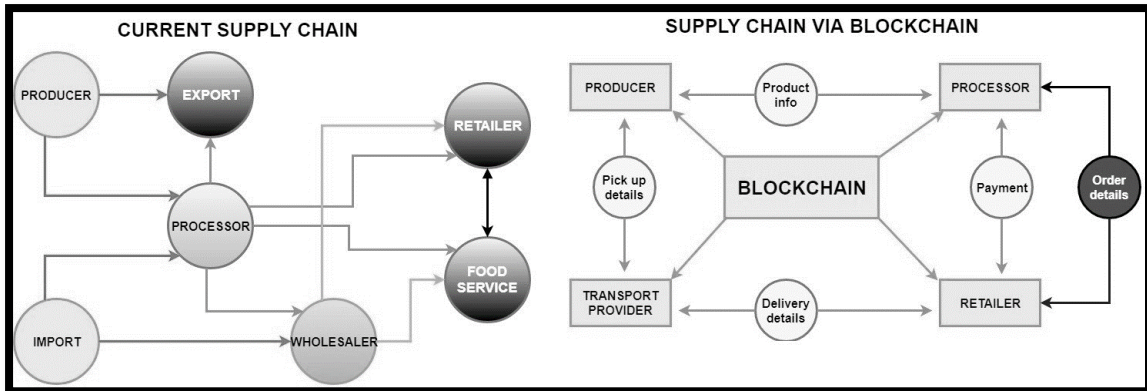 CURRENT SUPPLY CHAIN
PRODUCER
EXPORT
RETAILER
PROCESSOR
FOOD
SERVICE
IMPORT
WHOLESALER
SUPPLY CHAIN VIA BLOCKCHAIN
PRODUCER
Product
info
PROCESSOR
Pick up
details
BLOCKCHAIN
Payment
Order
details
TRANSPORT
PROVIDER
Delivery
details
RETAILER